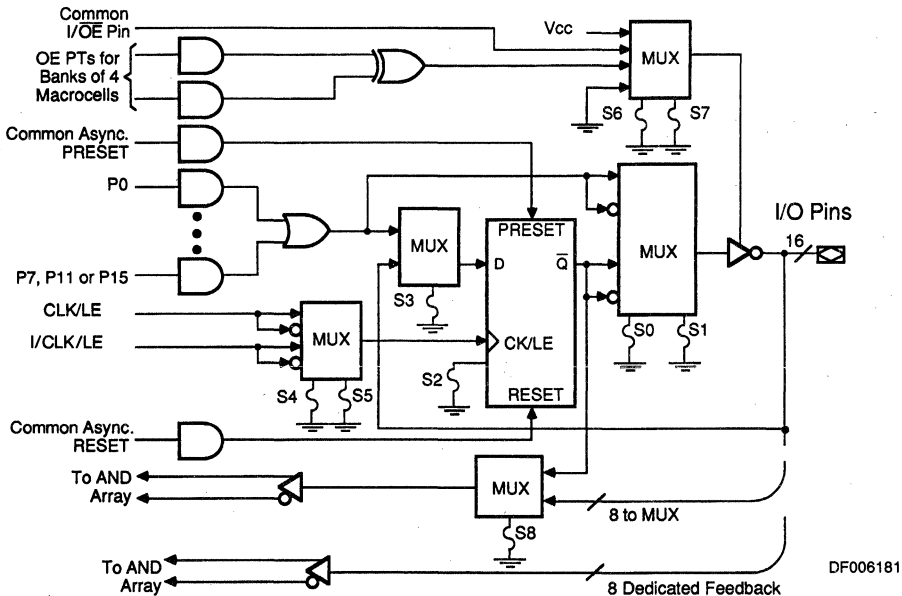 Common
I/OE Pin
OE PTs for
Banks of 4
Macrocells
Vcc
MUX
S6
S7
Common Async.
PRESET
P0
P7, P11 or P15
MUX
S3
PRESET
D
Q
CK/LE
RESET
S2
MUX
S0
S1
I/O Pins
16
CLK/LE
I/CLK/LE
MUX
S4
S5
Common Async.
RESET
To AND
Array
MUX
S8
8 to MUX
To AND
Array
8 Dedicated Feedback
DF006181